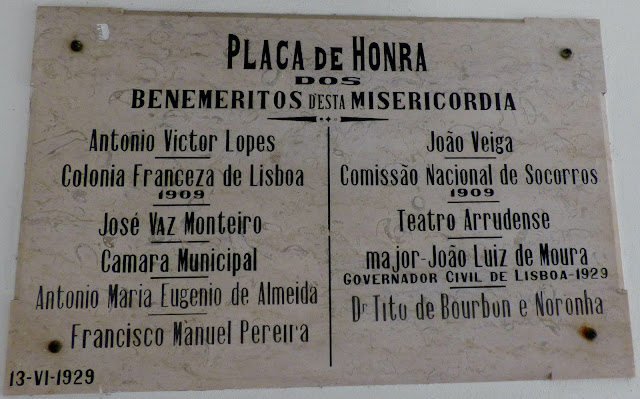 PLACA DE HONRA
DOS
BENEMERITOS D'ESTA MISERICORDIA
Antonio Victor Lopes
Colonia Franceza de Lisboa
1909
José Vaz Monteiro
Camara Municipal
Antonio Maria Eugenio de Almeida
Francisco Manuel Pereira
João Veiga
Comissão Nacional de Socorros
1909
Teatro Arrudense
major-João Luiz de Moura
GOVERNADOR CIVIL DE LISBOA-1929
Dr Tito de Bourbon e Noronha
13-VI-1929